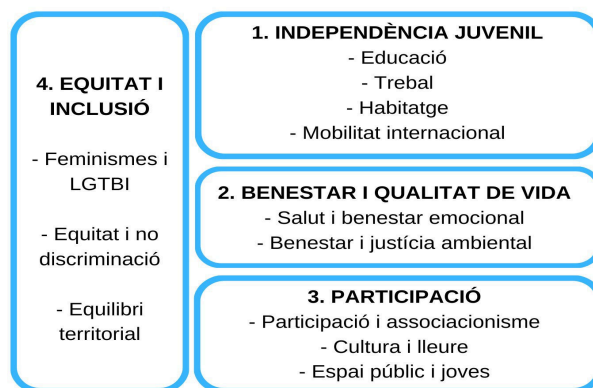 4. EQUITAT I
INCLUSIÓ
- Feminismes i
LGTBI
- Equitat i no
discriminació
- Equilibri
territorial
1. INDEPENDÈNCIA JUVENIL
- Educació
- Trebal
- Habitatge
- Mobilitat internacional
2. BENESTAR I QUALITAT DE VIDA
- Salut i benestar emocional
- Benestar i justícia ambiental
3. PARTICIPACIÓ
- Participació i associacionisme
- Cultura i lleure
- Espai públic i joves